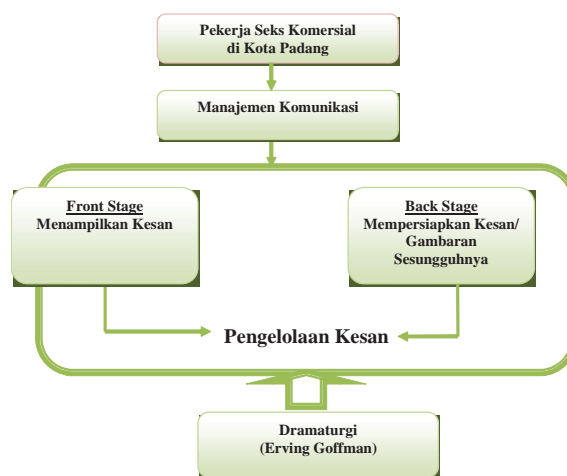 Pekerja Seks Komersial
di Kota Padang
Manajemen Komunikasi
Front Stage
Menampilkan Kesan
Back Stage
Mempersiapkan Kesan/
Gambaran
Sesungguhnya
Pengelolaan Kesan
Dramaturgi
(Erving Goffman)